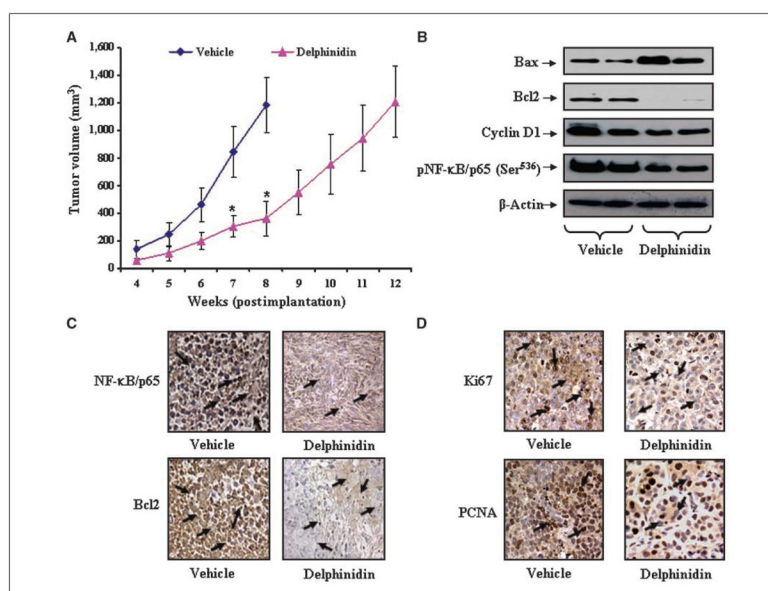 A
Vehicle
Delphinidin
1,600
1,400
1,200
1,000
800
600
400
200
0
Tumor volume (mm³)
*
*
4 5 6 7 8 9 10 11 12
Weeks (postimplantation)
B
Bax
Bcl2
Cyclin D1
pNF-κB/p65 (Ser⁵³⁶)
β-Actin
Vehicle Delphinidin
C
NF-κB/p65
Vehicle Delphinidin
Bcl2
Vehicle Delphinidin
D
Ki67
Vehicle Delphinidin
PCNA
Vehicle Delphinidin